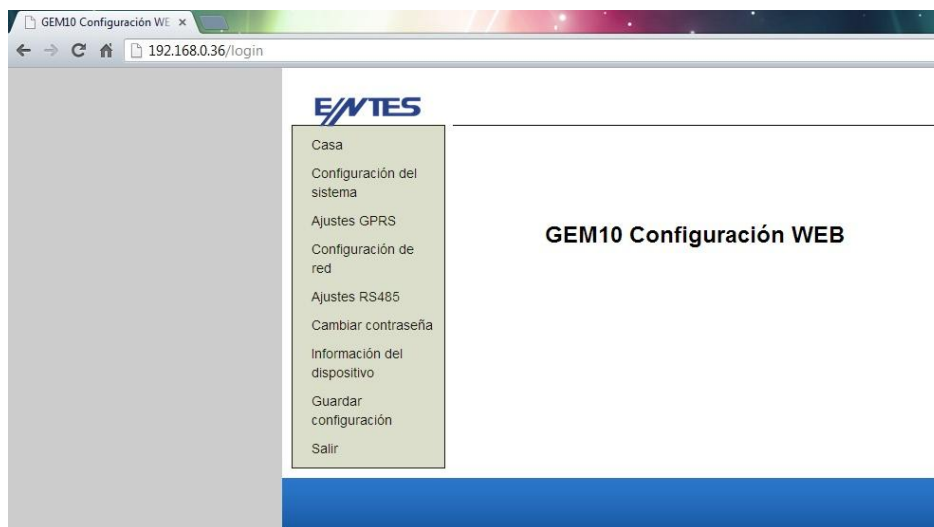 GEM10 Configuración WE
192.168.0.36/login
ENTES
Casa
Configuración del
sistema
Ajustes GPRS
Configuración de
red
Ajustes RS485
Cambiar contraseña
Información del
dispositivo
Guardar
configuración
Salir
GEM10 Configuración WEB